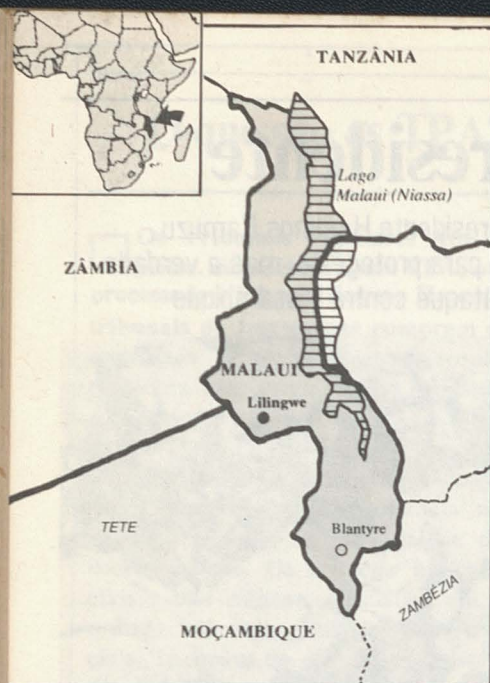 TANZÂNIA
Lago
Malaui (Niassa)
ZÂMBIA
MALAUI
Lilingwe
TETE
Blantyre
ZAMBÉZIA
MOÇAMBIQUE